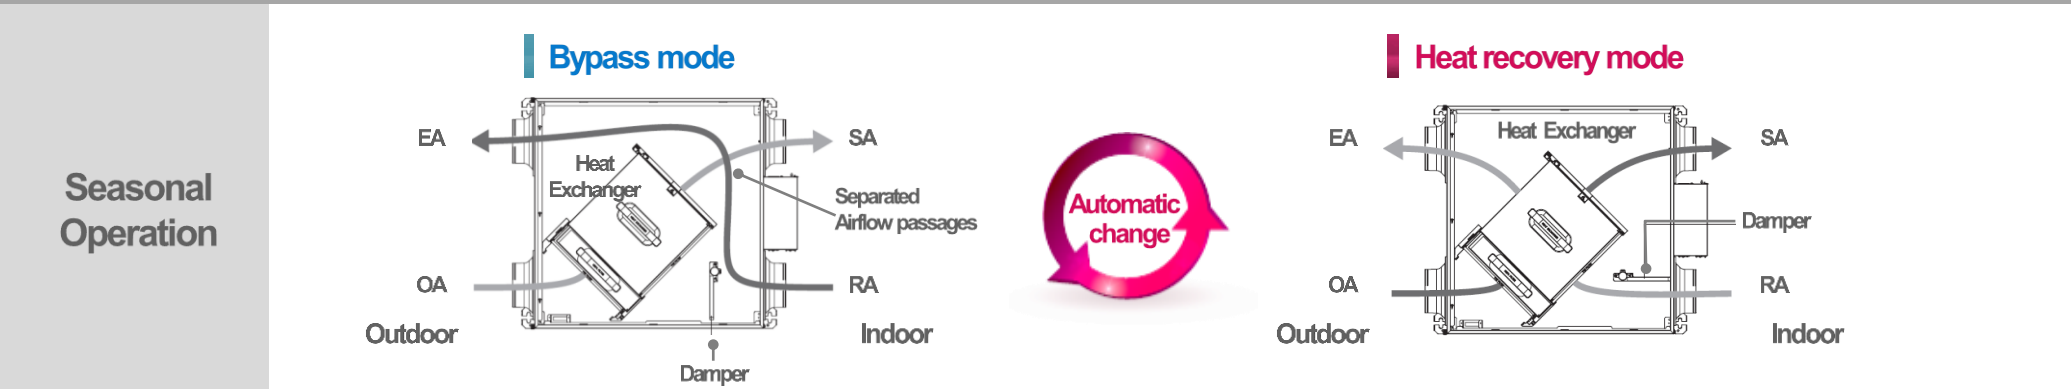 Seasonal
Operation
Bypass mode
EA
SA
Heat
Exchanger
Separated
Airflow passages
OA
RA
Outdoor
Indoor
Damper
Automatic
change
Heat recovery mode
EA
Heat Exchanger
SA
Damper
OA
RA
Outdoor
Indoor